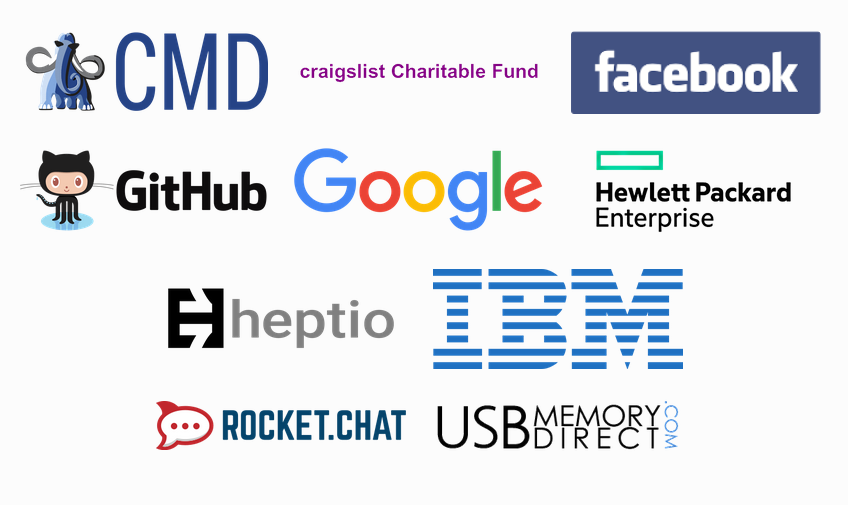 CMD
craigslist Charitable Fund
facebook
GitHub
Google
Hewlett Packard
Enterprise
heptio
IBM
ROCKET.CHAT
USB MEMORY
DIRECT .COM